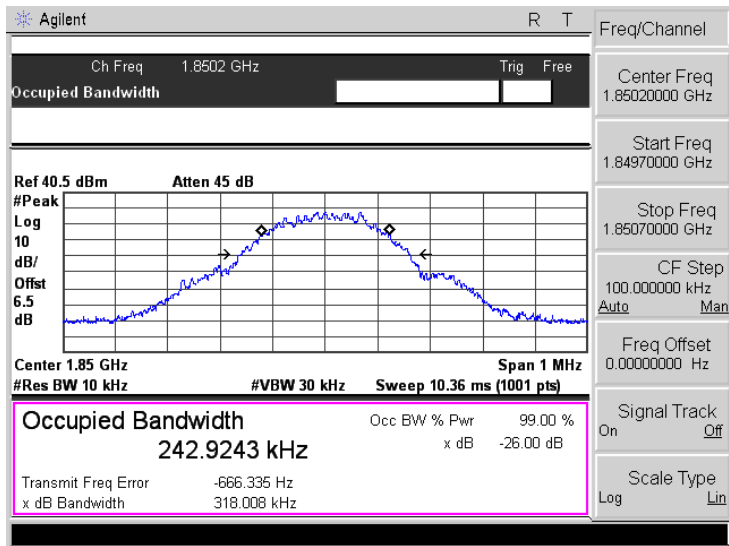 Agilent R T
Freq/Channel
Ch Freq 1.8502 GHz Trig Free
Occupied Bandwidth
Center Freq
1.85020000 GHz
Start Freq
1.84970000 GHz
Stop Freq
1.85070000 GHz
CF Step
100.000000 kHz
Auto Man
Freq Offset
0.00000000 Hz
Signal Track
On Off
Scale Type
Log Lin
Ref 40.5 dBm Atten 45 dB
#Peak
Log
10
dB/
Offst
6.5
dB
Center 1.85 GHz Span 1 MHz
#Res BW 10 kHz #VBW 30 kHz Sweep 10.36 ms (1001 pts)
Occupied Bandwidth Occ BW % Pwr 99.00 %
242.9243 kHz x dB -26.00 dB
Transmit Freq Error -666.335 Hz
x dB Bandwidth 318.008 kHz